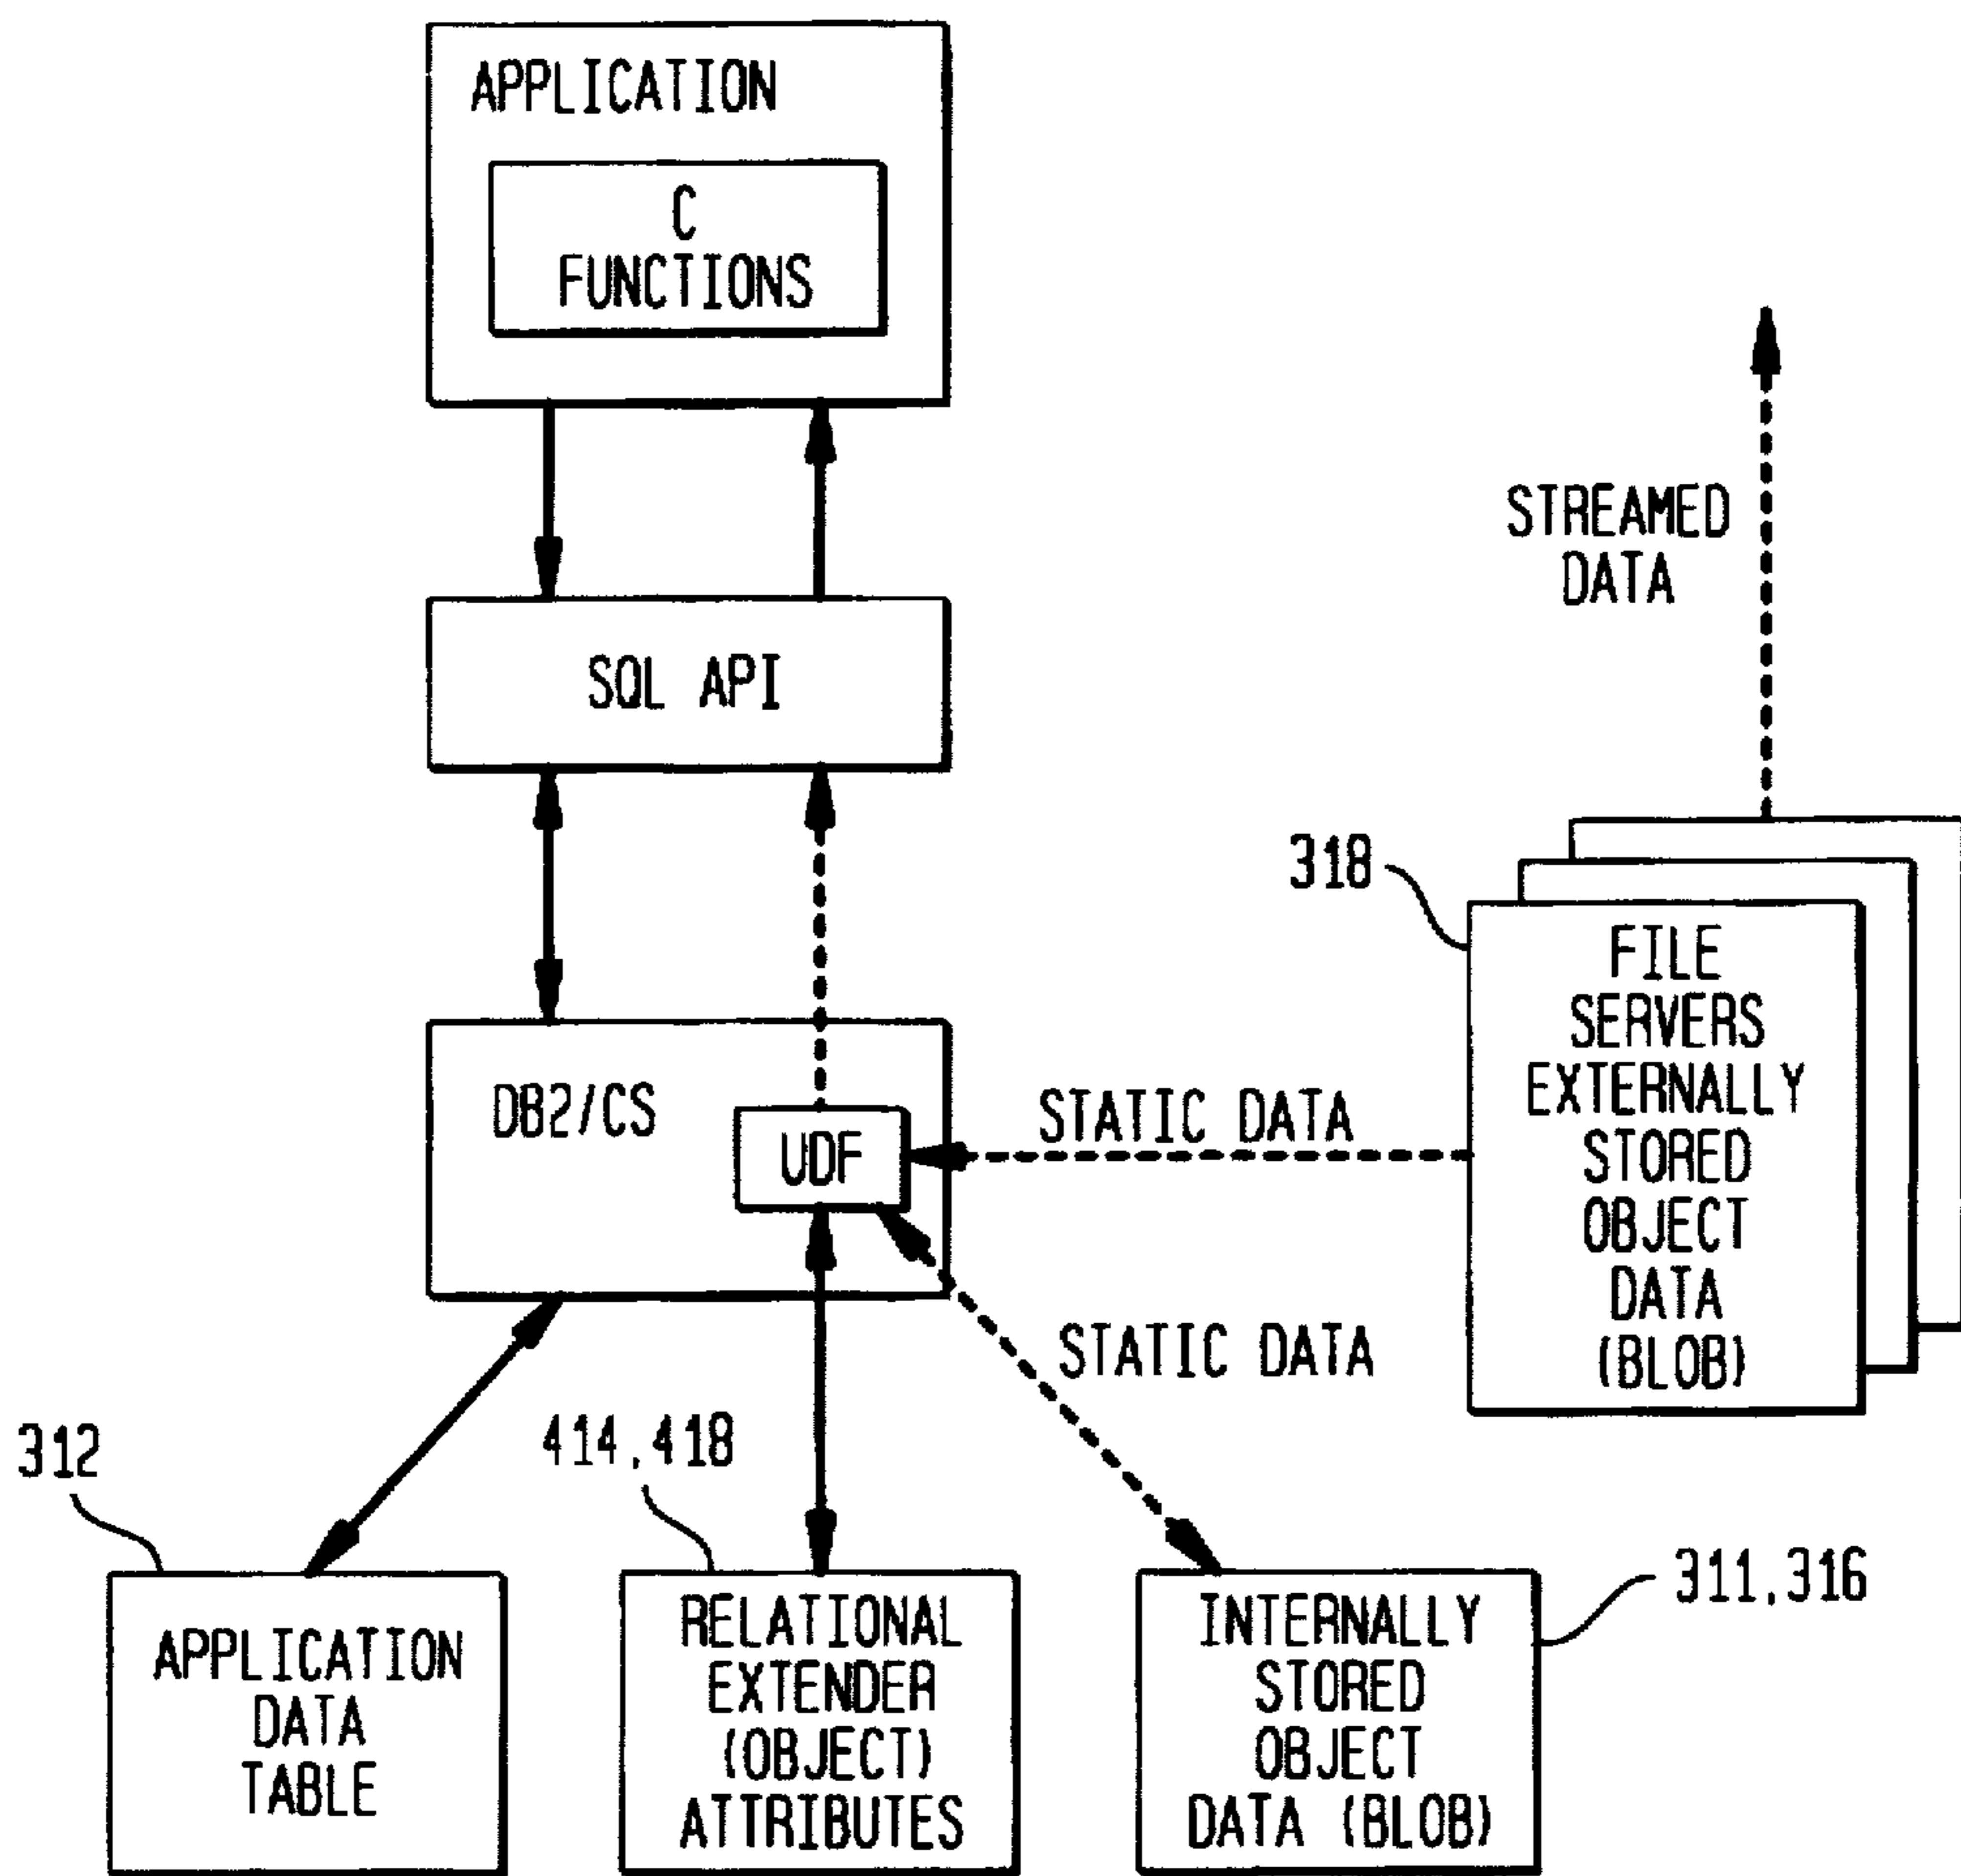 APPLICATION
C
FUNCTIONS
STREAMED
DATA
SQL API
318
FILE
SERVERS
EXTERNALLY
STORED
OBJECT
DATA
(BLOB)
DB2/CS
UDF
STATIC DATA
STATIC DATA
312
414,418
311,316
APPLICATION
DATA
TABLE
RELATIONAL
EXTENDER
(OBJECT)
ATTRIBUTES
INTERNALLY
STORED
OBJECT
DATA (BLOB)